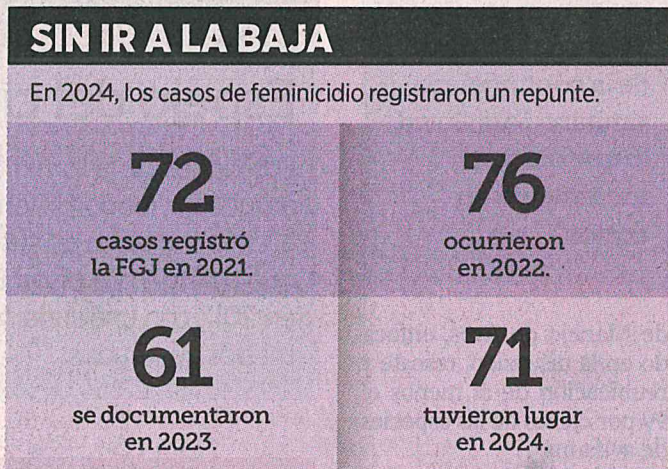 SIN IR A LA BAJA
En 2024, los casos de feminicidio registraron un repunte.
72
casos registró
la FGJ en 2021.
76
ocurrieron
en 2022.
61
se documentaron
en 2023.
71
tuvieron lugar
en 2024.